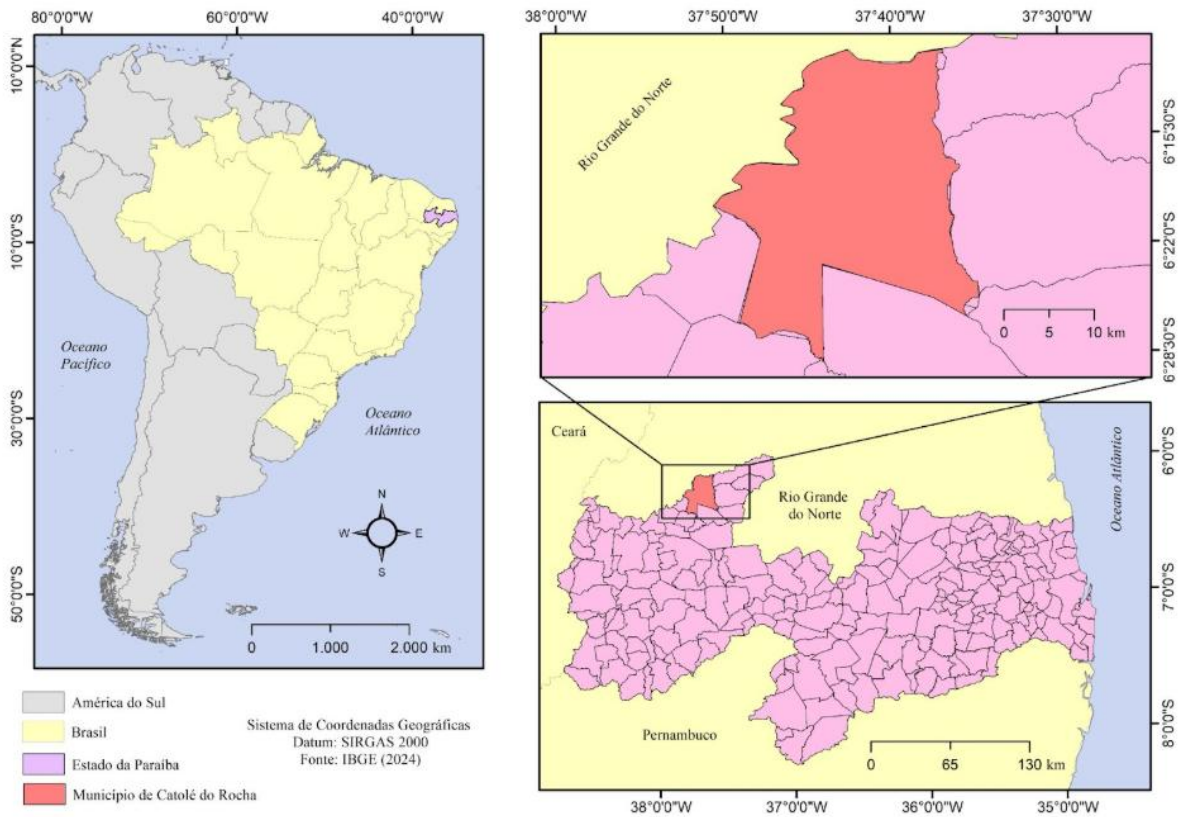 80°0'0"W
60°0'0"W
40°0'0"W
10°0'0"N
10°0'0"S
30°0'0"S
50°0'0"S
Oceano
Pacífico
Oceano
Atlântico
N
W
E
S
0
1.000
2.000 km
América do Sul
Brasil
Estado da Paraíba
Município de Catolé do Rocha
Sistema de Coordenadas Geográficas
Datum: SIRGAS 2000
Fonte: IBGE (2024)
38°0'0"W
37°50'0"W
37°40'0"W
37°30'0"W
Rio Grande do Norte
6°15'30"S
6°22'0"S
6°28'30"S
0
5
10 km
Ceará
Rio Grande
do Norte
Oceano Atlântico
Pernambuco
6°0'0"S
7°0'0"S
8°0'0"S
0
65
130 km
38°0'0"W
37°0'0"W
36°0'0"W
35°0'0"W